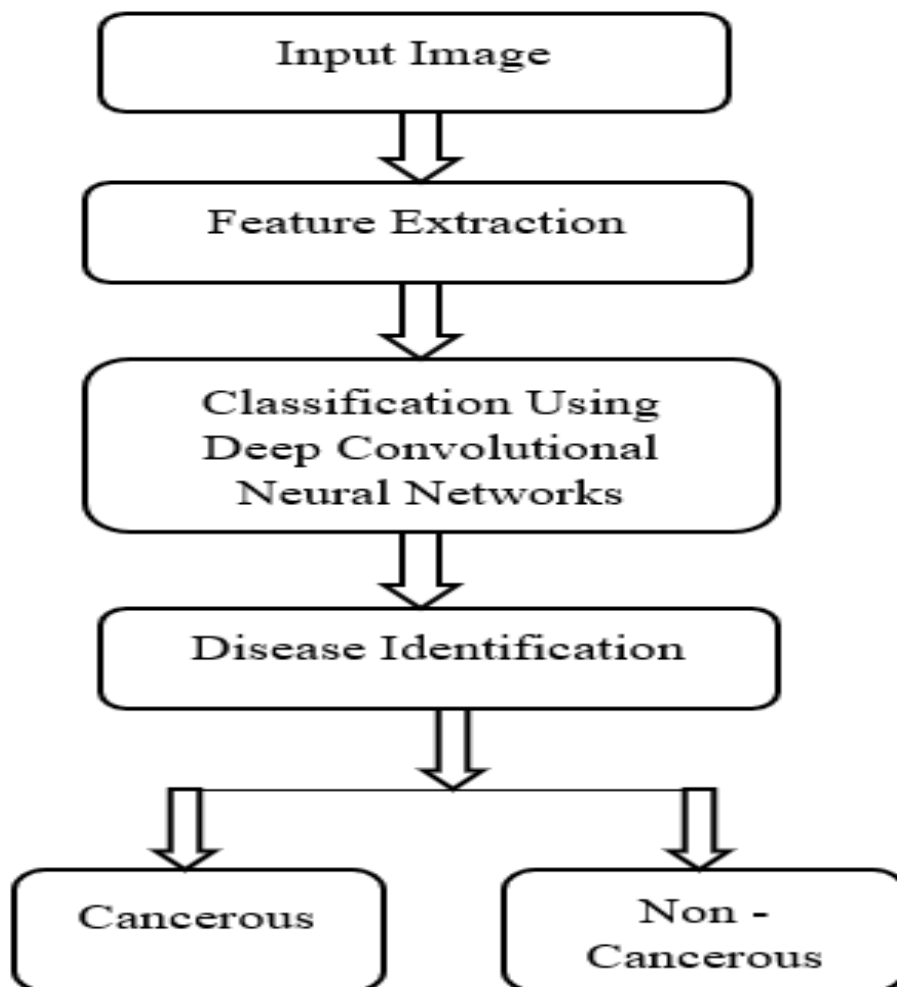 Input Image
Feature Extraction
Classification Using
Deep Convolutional
Neural Networks
Disease Identification
Cancerous
Non -
Cancerous